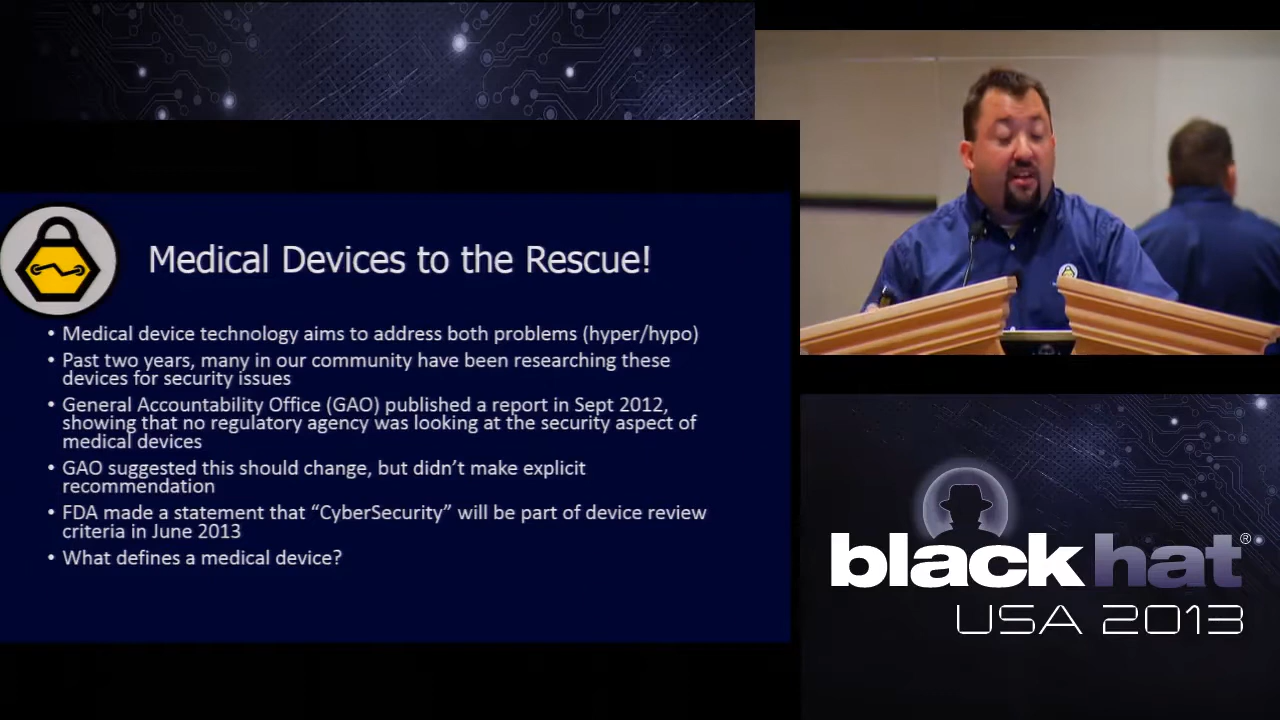 Medical Devices to the Rescue!
• Medical device technology aims to address both problems (hyper/hypo)
• Past two years, many in our community have been researching these
devices for security issues
• General Accountability Office (GAO) published a report in Sept 2012,
showing that no regulatory agency was looking at the security aspect of
medical devices
• GAO suggested this should change, but didn't make explicit
recommendation
• FDA made a statement that “CyberSecurity” will be part of device review
criteria in June 2013
• What defines a medical device?
black hat®
USA 2013